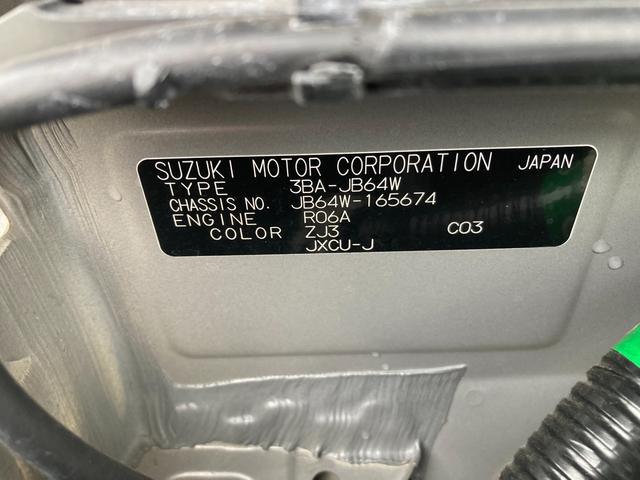 SUZUKI MOTOR CORPORATION JAPAN
TYPE 3BA-JB64W
CHASSIS NO. JB64W-165674
ENGINE R06A
COLOR ZJ3 C03
JXCU-J